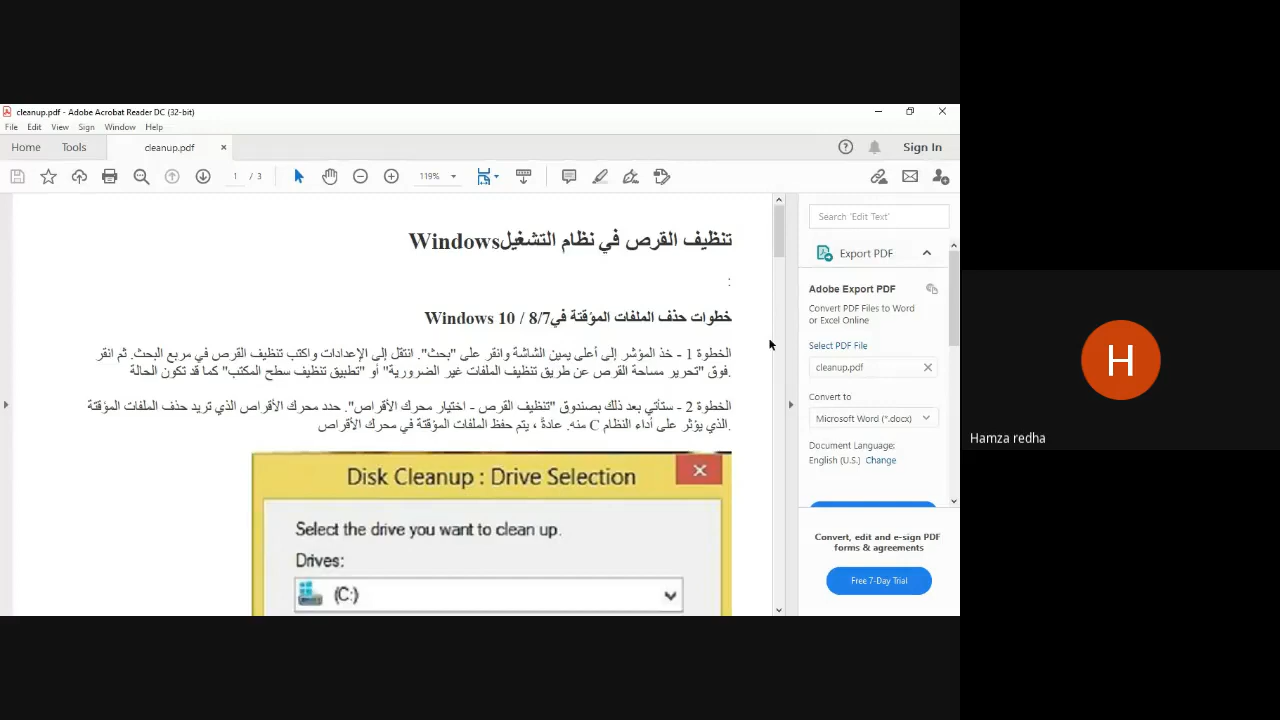 cleanup.pdf - Adobe Acrobat Reader DC (32-bit)
File Edit View Sign Window Help
Home Tools cleanup.pdf × Sign In
1 / 3 119%
تنظيف القرص في نظام التشغيلWindows
:
خطوات حذف الملفات المؤقتة فيWindows 10 / 8/7
الخطوة 1 - خذ المؤشر إلى أعلى يمين الشاشة وانقر على "بحث". انتقل إلى الإعدادات واكتب تنظيف القرص في مربع البحث. ثم انقر
.فوق "تحرير مساحة القرص عن طريق تنظيف الملفات غير الضرورية" أو "تطبيق تنظيف سطح المكتب" كما قد تكون الحالة
الخطوة 2 - ستأتي بعد ذلك بصندوق "تنظيف القرص - اختيار محرك الأقراص". حدد محرك الأقراص الذي تريد حذف الملفات المؤقتة
.الذي يؤثر على أداء النظام C منه. عادةً ، يتم حفظ الملفات المؤقتة في محرك الأقراص
Disk Cleanup : Drive Selection
Select the drive you want to clean up.
Drives:
(C:)
Search 'Edit Text'
Export PDF
Adobe Export PDF
Convert PDF Files to Word
or Excel Online
Select PDF File
cleanup.pdf
Convert to
Microsoft Word (*.docx)
Document Language:
English (U.S.) Change
Convert, edit and e-sign PDF
forms & agreements
Free 7-Day Trial
H
Hamza redha